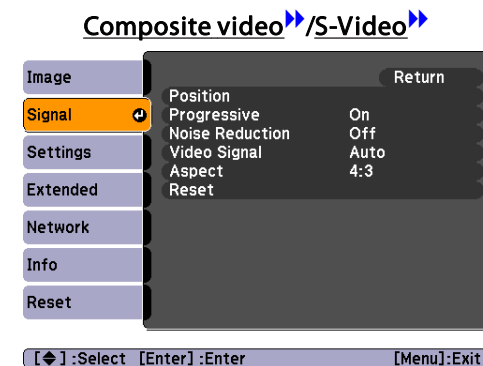 Composite video/S-Video
Image
Return
Position
Signal
Progressive On
Noise Reduction Off
Settings
Video Signal Auto
Aspect 4:3
Extended
Reset
Network
Info
Reset
[◆] :Select [Enter] :Enter [Menu]:Exit